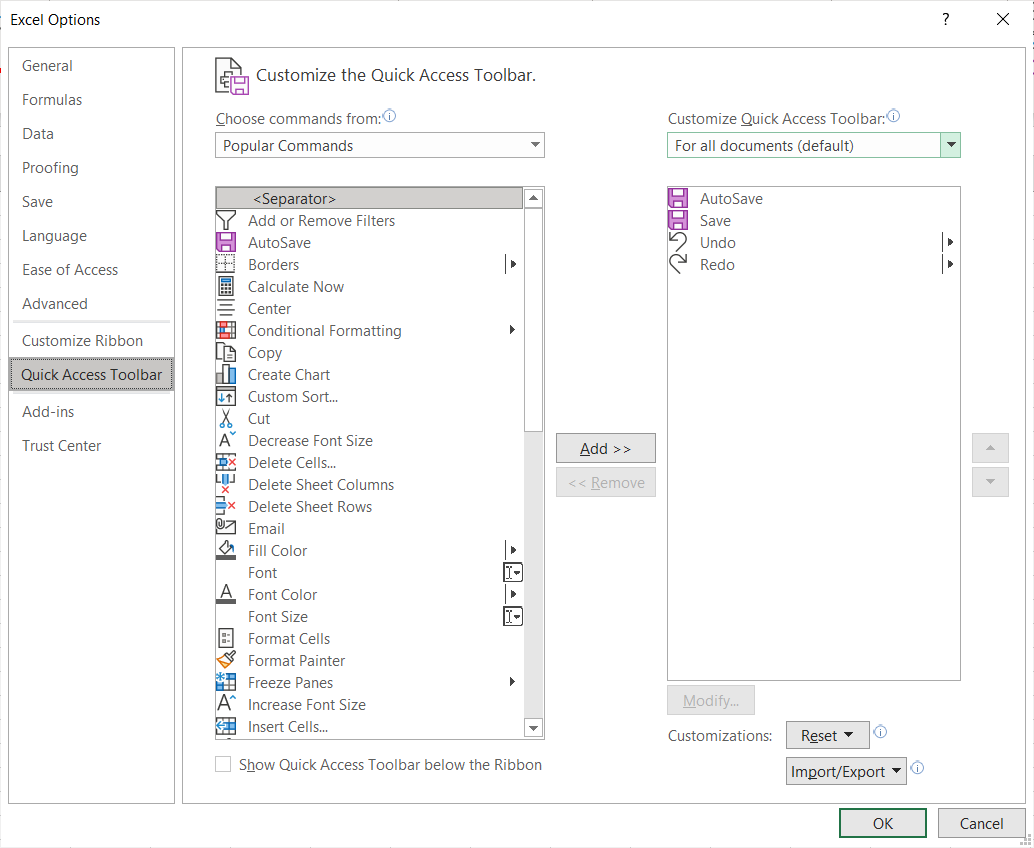 Excel Options
?
General
Formulas
Data
Proofing
Save
Language
Ease of Access
Advanced
Customize Ribbon
Quick Access Toolbar
Add-ins
Trust Center
Customize the Quick Access Toolbar.
Choose commands from:
Popular Commands
<Separator>
Add or Remove Filters
AutoSave
Borders
Calculate Now
Center
Conditional Formatting
Copy
Create Chart
Custom Sort...
Cut
Decrease Font Size
Delete Cells...
Delete Sheet Columns
Delete Sheet Rows
Email
Fill Color
Font
Font Color
Font Size
Format Cells
Format Painter
Freeze Panes
Increase Font Size
Insert Cells...
Show Quick Access Toolbar below the Ribbon
Add >>
<< Remove
Customize Quick Access Toolbar:
For all documents (default)
AutoSave
Save
Undo
Redo
Modify...
Customizations:
Reset
Import/Export
OK
Cancel